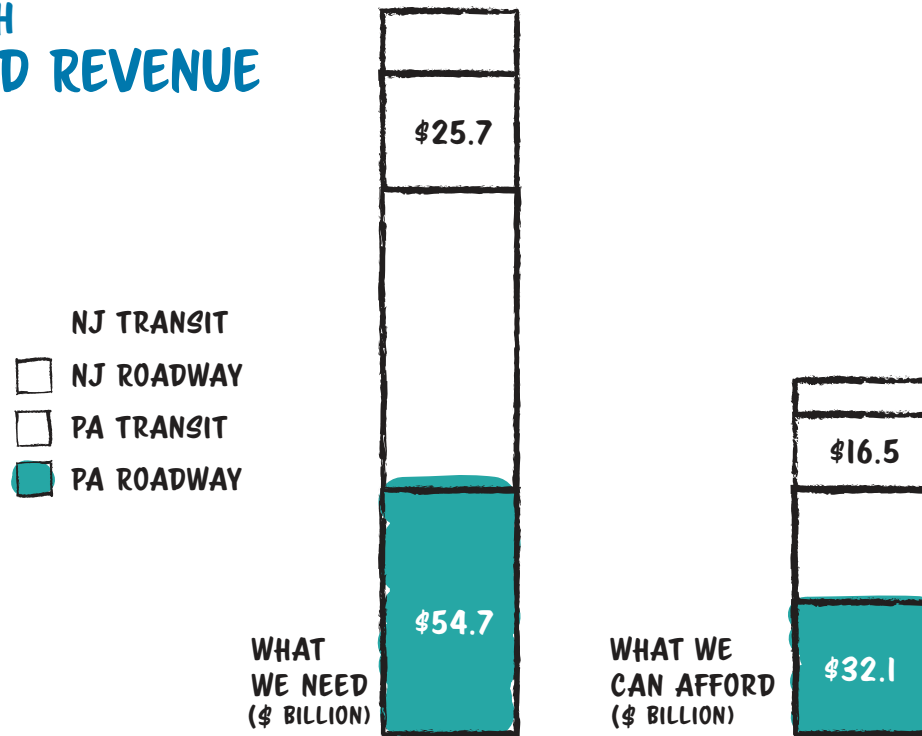 H
D REVENUE
$25.7
NJ TRANSIT
NJ ROADWAY
PA TRANSIT
PA ROADWAY
$16.5
$54.7
$32.1
WHAT
WE NEED
($ BILLION)
WHAT WE
CAN AFFORD
($ BILLION)